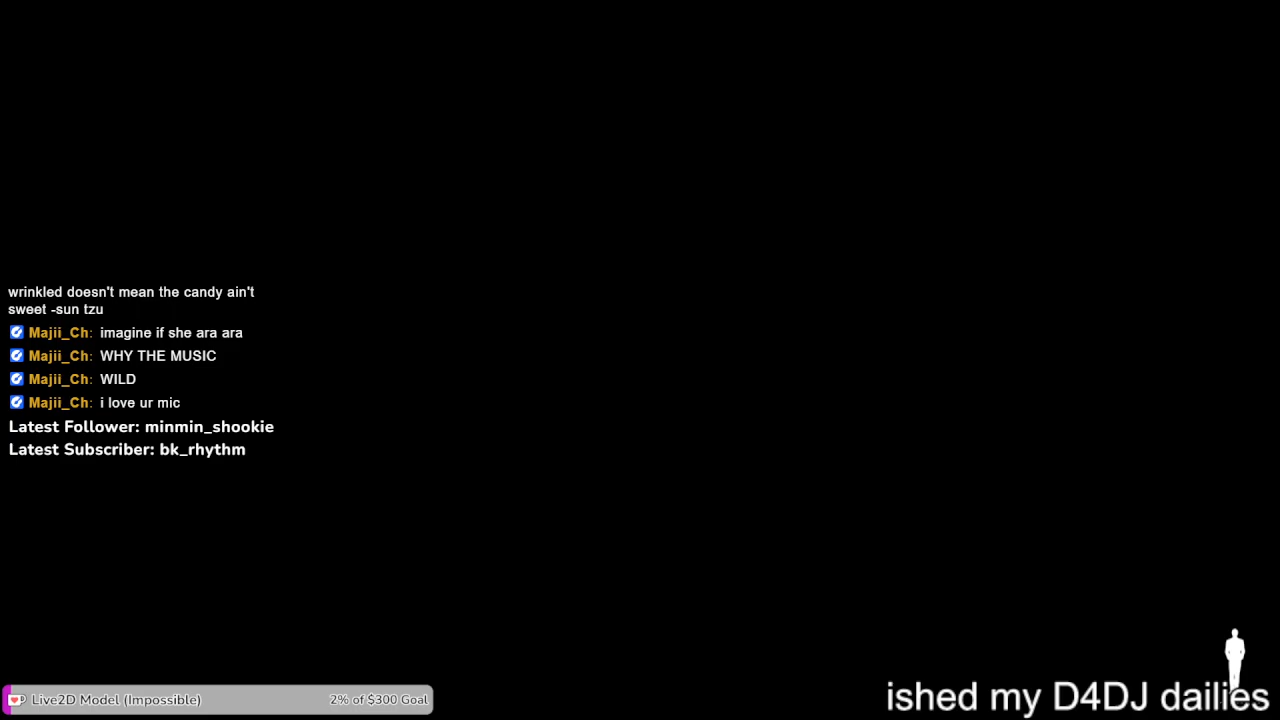 wrinkled doesn't mean the candy ain't
sweet -sun tzu
Majii_Ch: imagine if she ara ara
Majii_Ch: WHY THE MUSIC
Majii_Ch: WILD
Majii_Ch: i love ur mic
Latest Follower: minmin_shookie
Latest Subscriber: bk_rhythm
Live2D Model (Impossible) 2% of $300 Goal
ished my D4DJ dailies